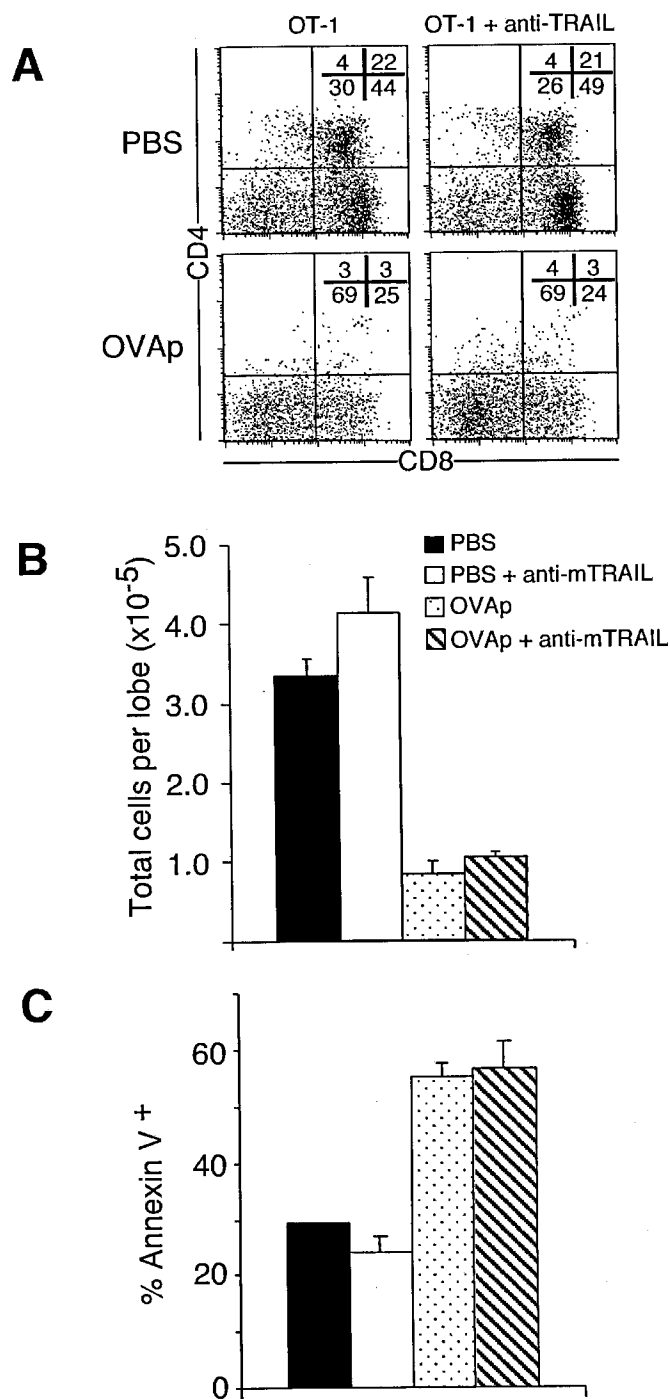 OT-1
OT-1 + anti-TRAIL
A
PBS
4 22
30 44
4 21
26 49
CD4
OVAp
3 3
69 25
4 3
69 24
CD8
B
5.0
4.0
3.0
2.0
1.0
Total cells per lobe (x10-5)
PBS
PBS + anti-mTRAIL
OVAp
OVAp + anti-mTRAIL
C
60
40
20
0
% Annexin V +